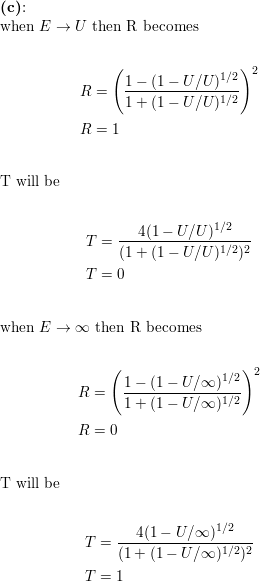 (c):
when E → U then R becomes
R = ( (1 − (1 − U/U)^{1/2}) / (1 + (1 − U/U)^{1/2}) )^2
R = 1
T will be
T = 4(1 − U/U)^{1/2} / (1 + (1 − U/U)^{1/2})^2
T = 0
when E → ∞ then R becomes
R = ( (1 − (1 − U/∞)^{1/2}) / (1 + (1 − U/∞)^{1/2}) )^2
R = 0
T will be
T = 4(1 − U/∞)^{1/2} / (1 + (1 − U/∞)^{1/2})^2
T = 1